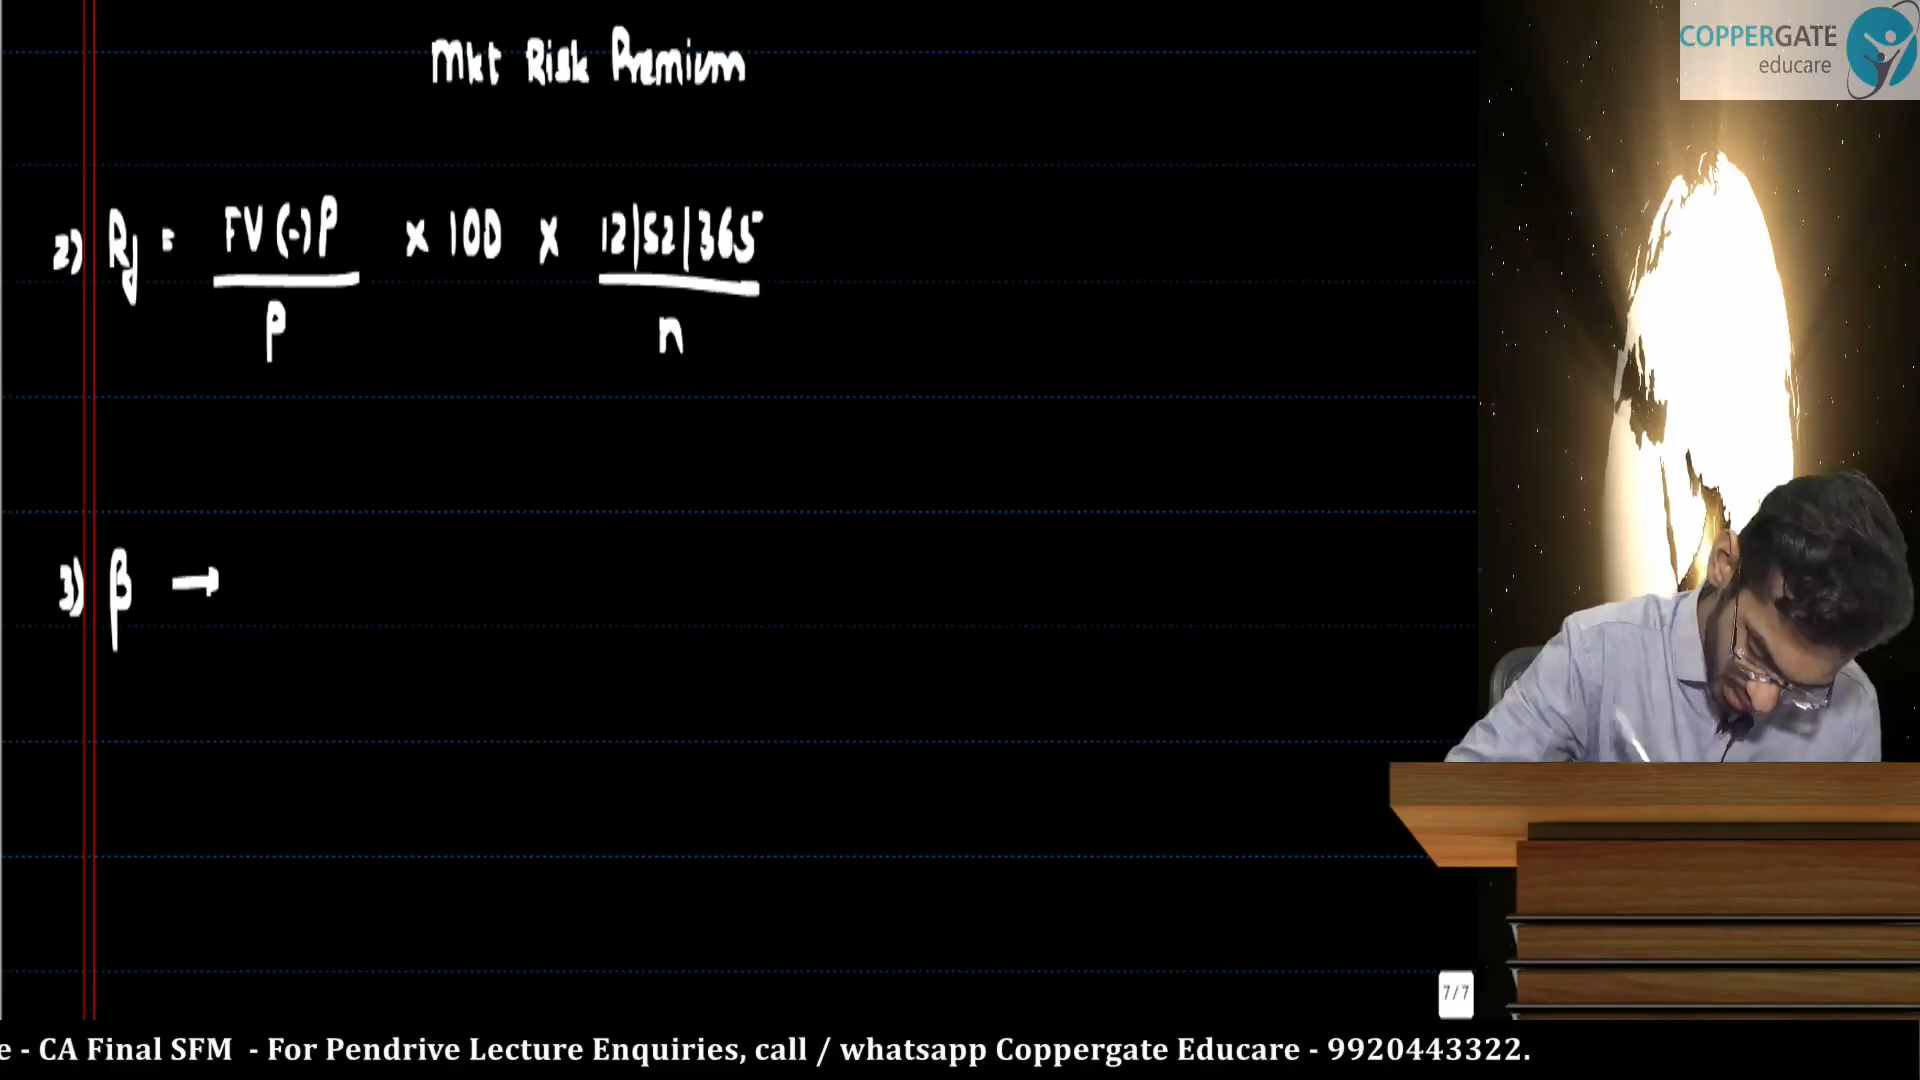 COPPERGATE
educare
Mkt Risk Premium
2) Rj = FV (-) P / P × 100 × 12|52|365 / n
3) β →
7/7
e - CA Final SFM - For Pendrive Lecture Enquiries, call / whatsapp Coppergate Educare - 9920443322.